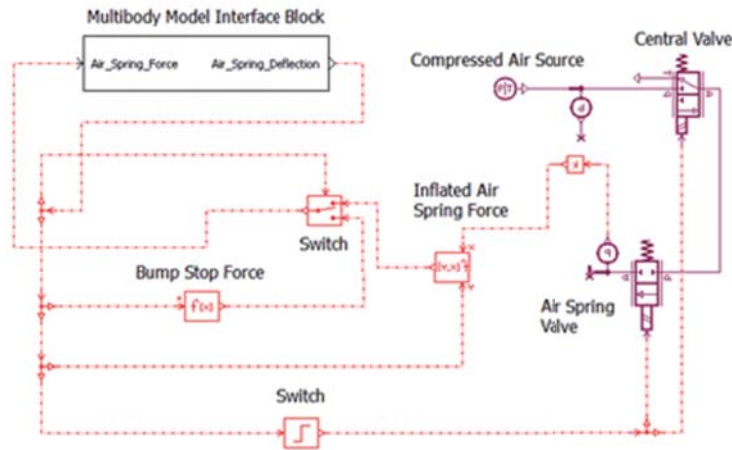 Multibody Model Interface Block
Air_Spring_Force
Air_Spring_Deflection
Compressed Air Source
Central Valve
P|T
Inflated Air
Spring Force
Switch
Bump Stop Force
f(x)
Air Spring
Valve
Switch